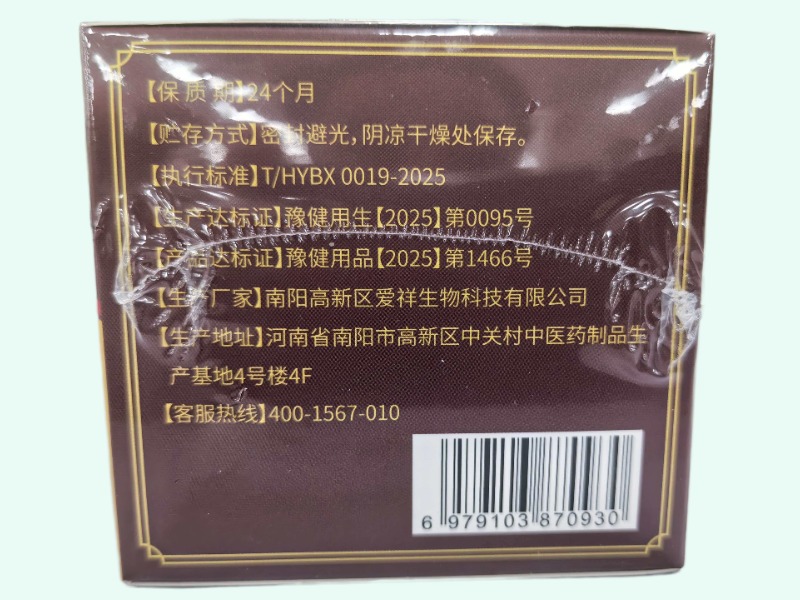 【保质期】24个月
【贮存方式】密封避光,阴凉干燥处保存。
【执行标准】T/HYBX 0019-2025
【生产达标证】豫健用生【2025】第0095号
【产品达标证】豫健用品【2025】第1466号
【生产厂家】南阳高新区爱祥生物科技有限公司
【生产地址】河南省南阳市高新区中关村中医药制品生
产基地4号楼4F
【客服热线】400-1567-010
6 979103 870930